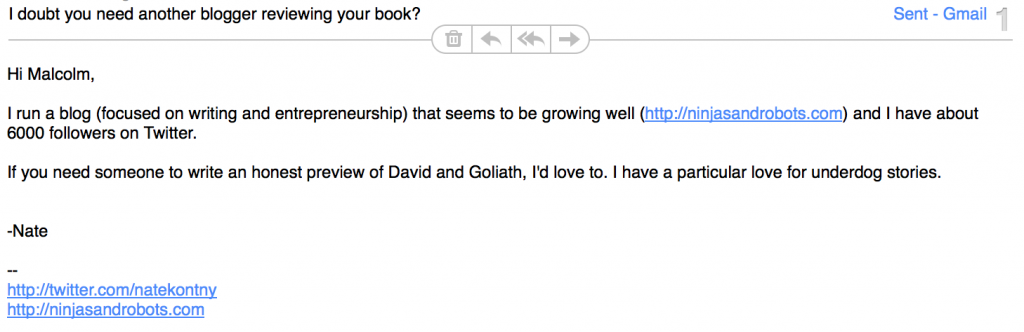 I doubt you need another blogger reviewing your book?
Sent - Gmail 1
Hi Malcolm,
I run a blog (focused on writing and entrepreneurship) that seems to be growing well (http://ninjasandrobots.com) and I have about
6000 followers on Twitter.
If you need someone to write an honest preview of David and Goliath, I'd love to. I have a particular love for underdog stories.
-Nate
--
http://twitter.com/natekontny
http://ninjasandrobots.com